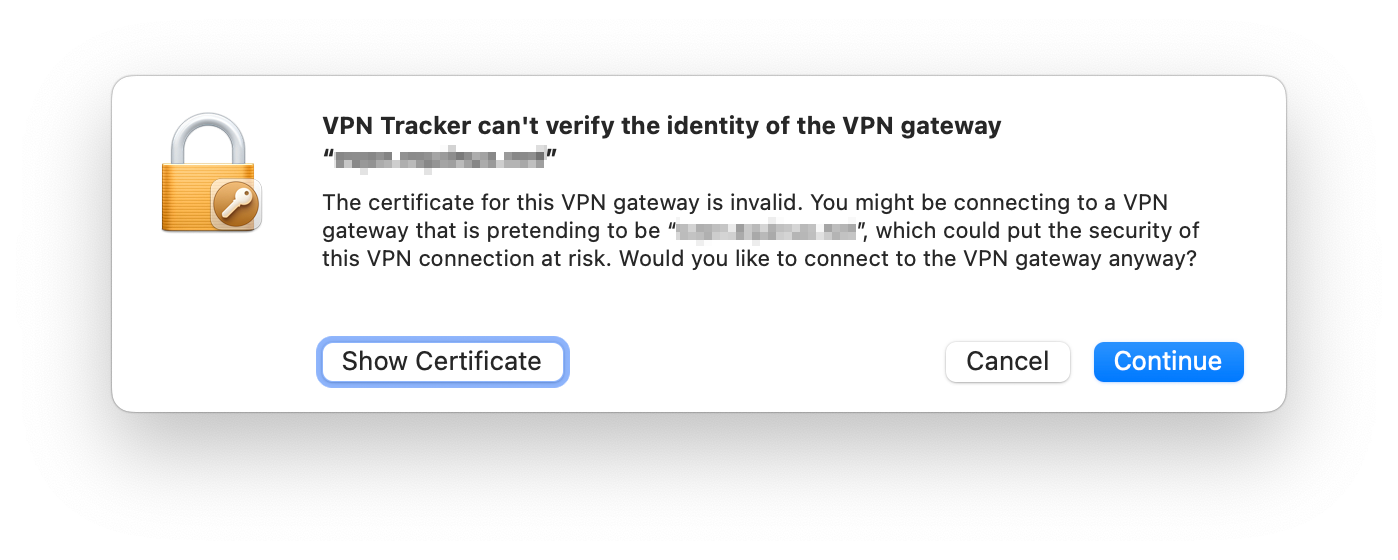 VPN Tracker can't verify the identity of the VPN gateway
“”
The certificate for this VPN gateway is invalid. You might be connecting to a VPN
gateway that is pretending to be “”, which could put the security of
this VPN connection at risk. Would you like to connect to the VPN gateway anyway?
Show Certificate
Cancel
Continue